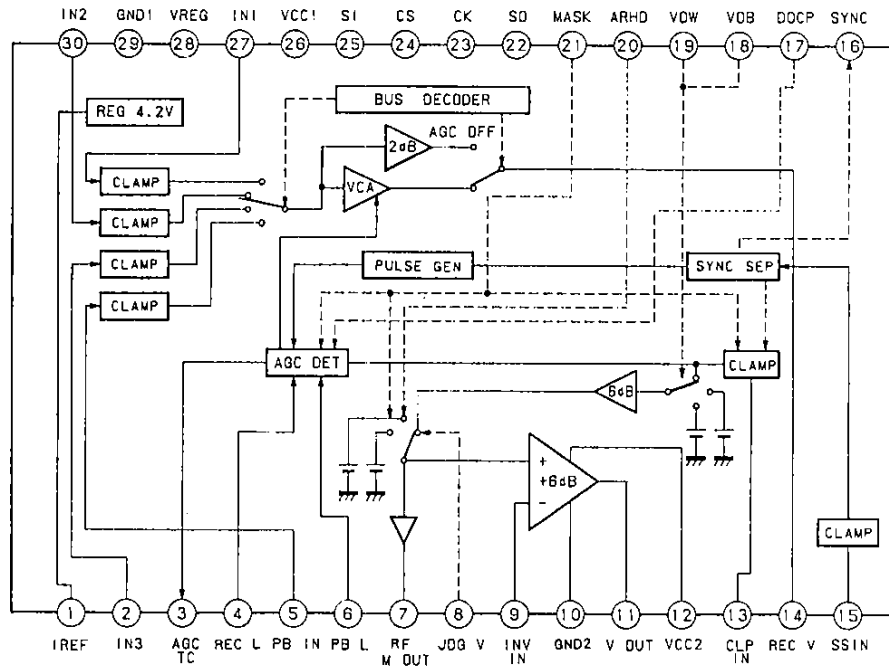 IN2 GND1 VREG IN1 VCC1 SI CS CK SO MASK ARHD VOW VOB DOCP SYNC
30 29 28 27 26 25 24 23 22 21 20 19 18 17 16
REG 4.2V
BUS DECODER
AGC OFF
2dB
CLAMP
VCA
CLAMP
CLAMP
PULSE GEN
SYNC SEP
CLAMP
AGC DET
CLAMP
6dB
+
+6dB
-
CLAMP
1 2 3 4 5 6 7 8 9 10 11 12 13 14 15
IREF IN3 AGC TC REC L PB IN PB L RF M OUT JOG V INV IN GND2 V OUT VCC2 CLP IN REC V SSIN